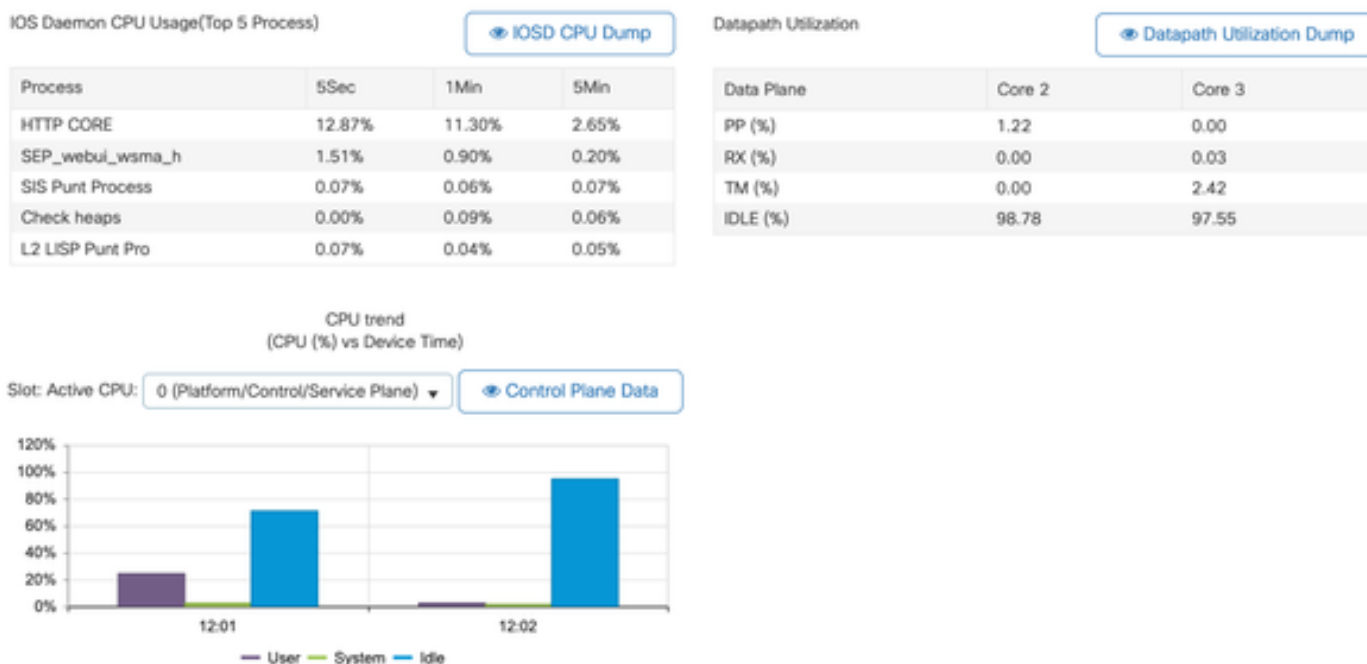 IOS Daemon CPU Usage(Top 5 Process)
IOSD CPU Dump
Process 5Sec 1Min 5Min
HTTP CORE 12.87% 11.30% 2.65%
SEP_webui_wsma_h 1.51% 0.90% 0.20%
SIS Punt Process 0.07% 0.06% 0.07%
Check heaps 0.00% 0.09% 0.06%
L2 LISP Punt Pro 0.07% 0.04% 0.05%
Datapath Utilization
Datapath Utilization Dump
Data Plane Core 2 Core 3
PP (%) 1.22 0.00
RX (%) 0.00 0.03
TM (%) 0.00 2.42
IDLE (%) 98.78 97.55
CPU trend
(CPU (%) vs Device Time)
Slot: Active CPU: 0 (Platform/Control/Service Plane)
Control Plane Data
120%
100%
80%
60%
40%
20%
0%
12:01 12:02
User System Idle